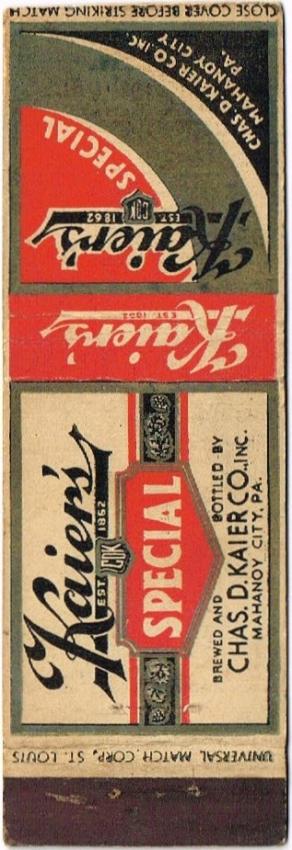 CLOSE COVER BEFORE STRIKING MATCH
CHAS. D. KAIER CO. INC.
MAHANOY CITY
PA.
SPECIAL
Kaier's
EST. CDK 1862
Kaier's
EST 1862
Kaier's
EST. CDK 1862
SPECIAL
BREWED AND BOTTLED BY
CHAS. D. KAIER CO., INC.
MAHANOY CITY, PA.
UNIVERSAL MATCH CORP., ST. LOUIS